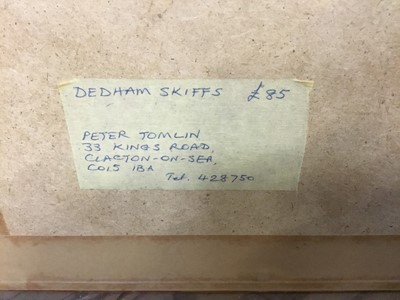 DEDHAM SKIFFS £85
PETER TOMLIN
33 KINGS ROAD,
CLACTON-ON-SEA,
CO15 1BA
Tel. 428750